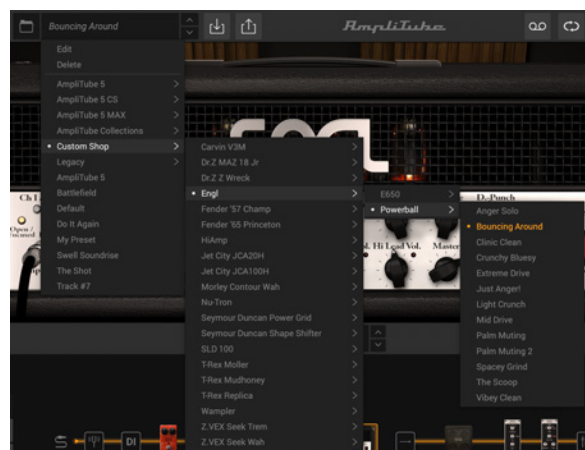 Bouncing Around
AmpliTube
Edit
Delete
AmpliTube 5
AmpliTube 5 CS
AmpliTube 5 MAX
AmpliTube Collections
Custom Shop
Legacy
AmpliTube 5
Battlefield
Default
Do It Again
My Preset
Swell Soundrise
The Shot
Track #7
Carvin V3M
Dr.Z MAZ 18 Jr
Dr.Z Z Wreck
Engl
Fender '57 Champ
Fender '65 Princeton
HiAmp
Jet City JCA20H
Jet City JCA100H
Morley Contour Wah
Nu-Tron
Seymour Duncan Power Grid
Seymour Duncan Shape Shifter
SLD 100
T-Rex Moller
T-Rex Mudhoney
T-Rex Replica
Wampler
Z.VEX Seek Trem
Z.VEX Seek Wah
E650
Powerball
Anger Solo
Bouncing Around
Clinic Clean
Crunchy Bluesy
Extreme Drive
Just Anger!
Light Crunch
Mid Drive
Palm Muting
Palm Muting 2
Spacey Grind
The Scoop
Vibey Clean
Ch I
Open /
D.-Punch
Hi Lead Vol.
Master
DI